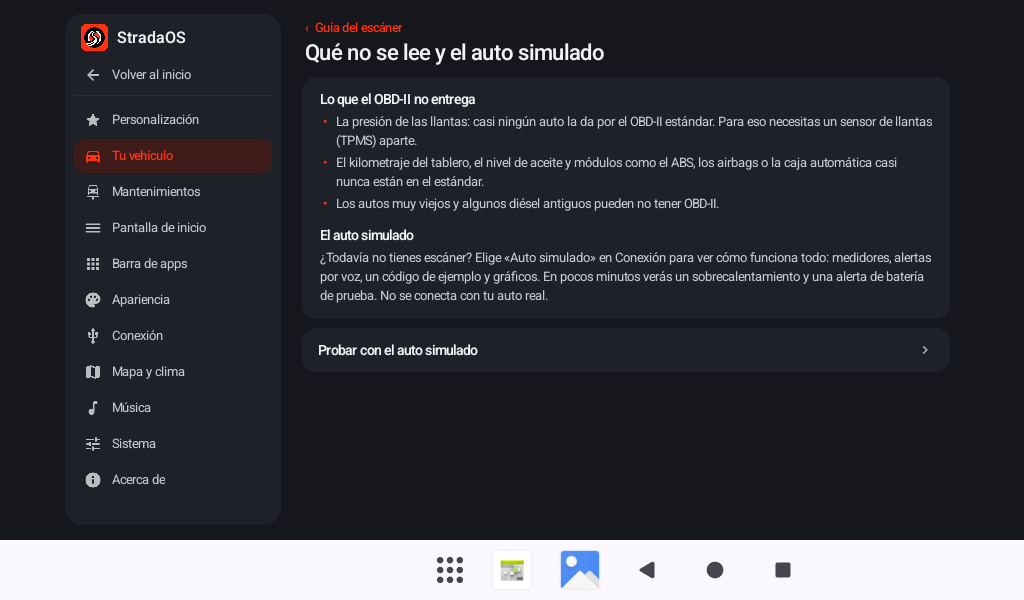 StradaOS
Volver al inicio
Personalización
Tu vehículo
Mantenimientos
Pantalla de inicio
Barra de apps
Apariencia
Conexión
Mapa y clima
Música
Sistema
Acerca de
‹ Guía del escáner
Qué no se lee y el auto simulado
Lo que el OBD-II no entrega
• La presión de las llantas: casi ningún auto la da por el OBD-II estándar. Para eso necesitas un sensor de llantas
(TPMS) aparte.
• El kilometraje del tablero, el nivel de aceite y módulos como el ABS, los airbags o la caja automática casi
nunca están en el estándar.
• Los autos muy viejos y algunos diésel antiguos pueden no tener OBD-II.
El auto simulado
¿Todavía no tienes escáner? Elige «Auto simulado» en Conexión para ver cómo funciona todo: medidores, alertas
por voz, un código de ejemplo y gráficos. En pocos minutos verás un sobrecalentamiento y una alerta de batería
de prueba. No se conecta con tu auto real.
Probar con el auto simulado